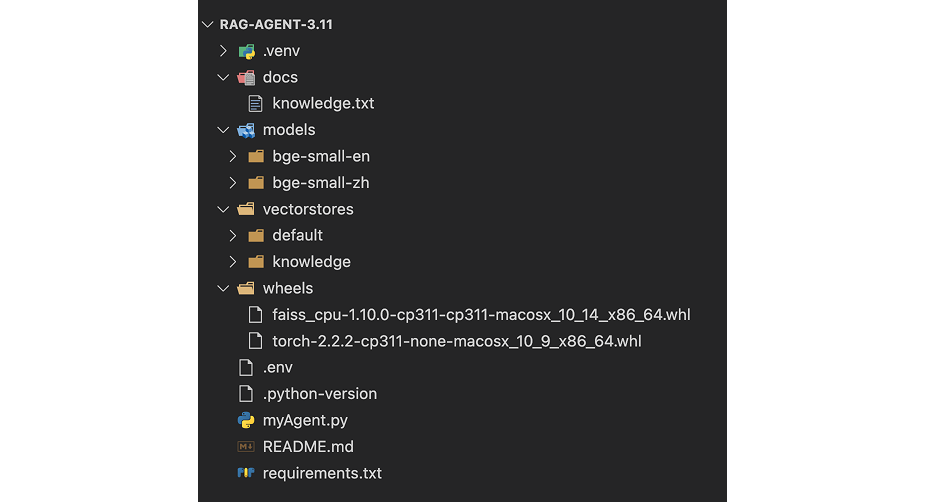 RAG-AGENT-3.11
.venv
docs
knowledge.txt
models
bge-small-en
bge-small-zh
vectorstores
default
knowledge
wheels
faiss_cpu-1.10.0-cp311-cp311-macosx_10_14_x86_64.whl
torch-2.2.2-cp311-none-macosx_10_9_x86_64.whl
.env
.python-version
myAgent.py
README.md
requirements.txt